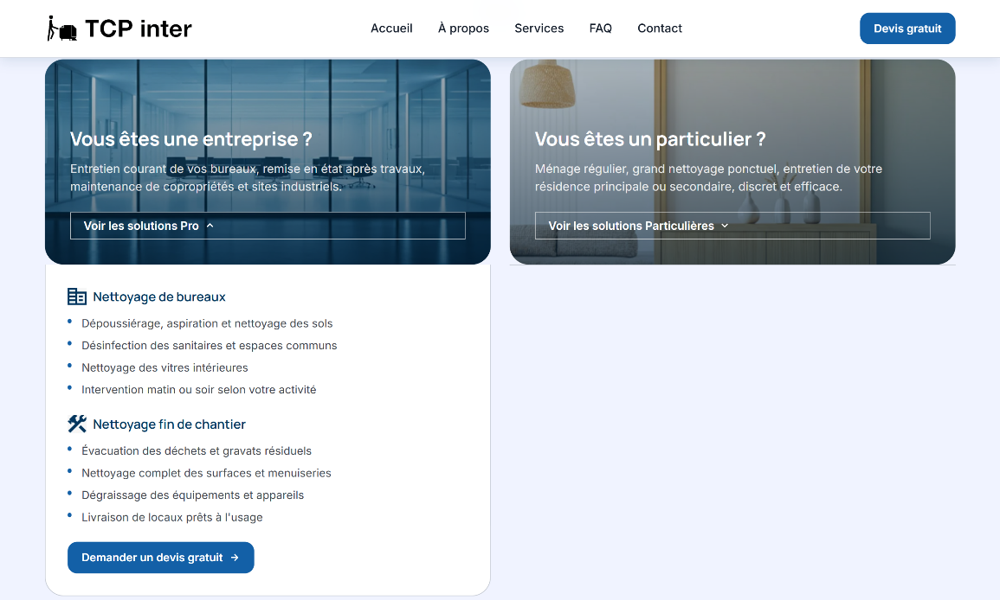 TCP inter
Accueil
À propos
Services
FAQ
Contact
Devis gratuit
Vous êtes une entreprise ?
Entretien courant de vos bureaux, remise en état après travaux,
maintenance de copropriétés et sites industriels.
Voir les solutions Pro
Vous êtes un particulier ?
Ménage régulier, grand nettoyage ponctuel, entretien de votre
résidence principale ou secondaire, discret et efficace.
Voir les solutions Particulières
Nettoyage de bureaux
Dépoussiérage, aspiration et nettoyage des sols
Désinfection des sanitaires et espaces communs
Nettoyage des vitres intérieures
Intervention matin ou soir selon votre activité
Nettoyage fin de chantier
Évacuation des déchets et gravats résiduels
Nettoyage complet des surfaces et menuiseries
Dégraissage des équipements et appareils
Livraison de locaux prêts à l'usage
Demander un devis gratuit →